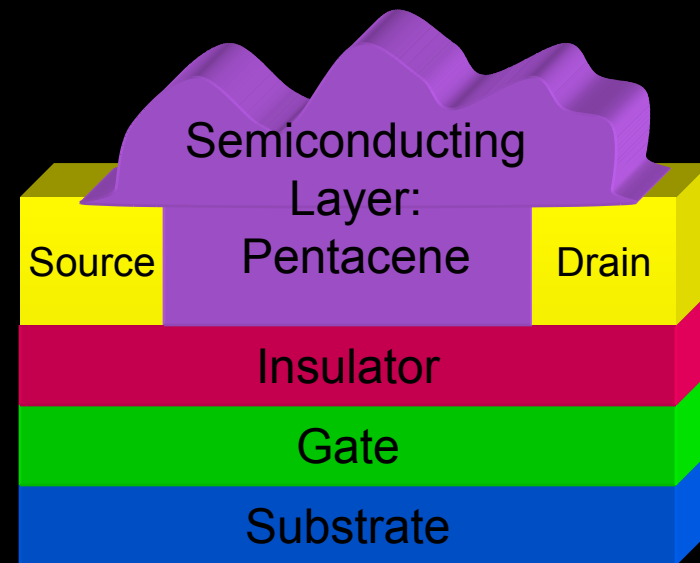 Semiconducting
Layer:
Pentacene
Source
Drain
Insulator
Gate
Substrate